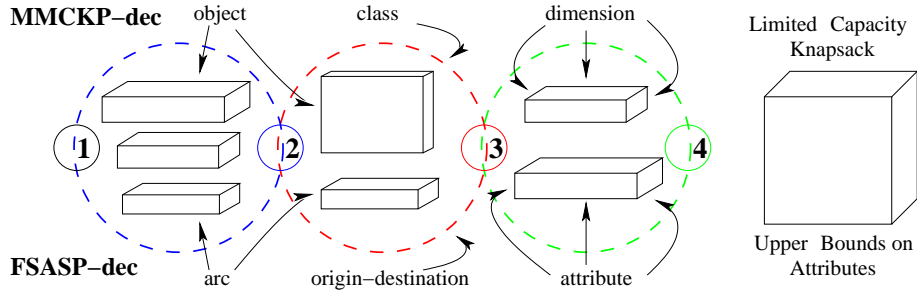 MMCKP-dec
object
class
dimension
Limited Capacity
Knapsack
1
2
3
4
FSASP-dec
arc
origin-destination
attribute
Upper Bounds on
Attributes